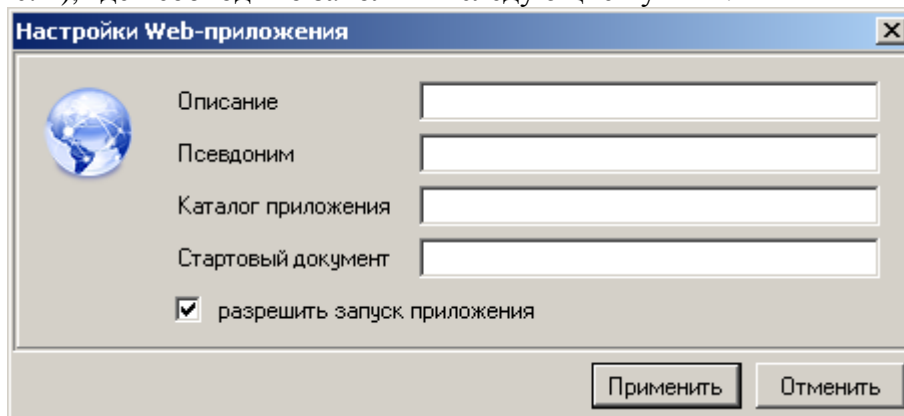 Настройки Web-приложения
Описание
Псевдоним
Каталог приложения
Стартовый документ
разрешить запуск приложения
Применить Отменить